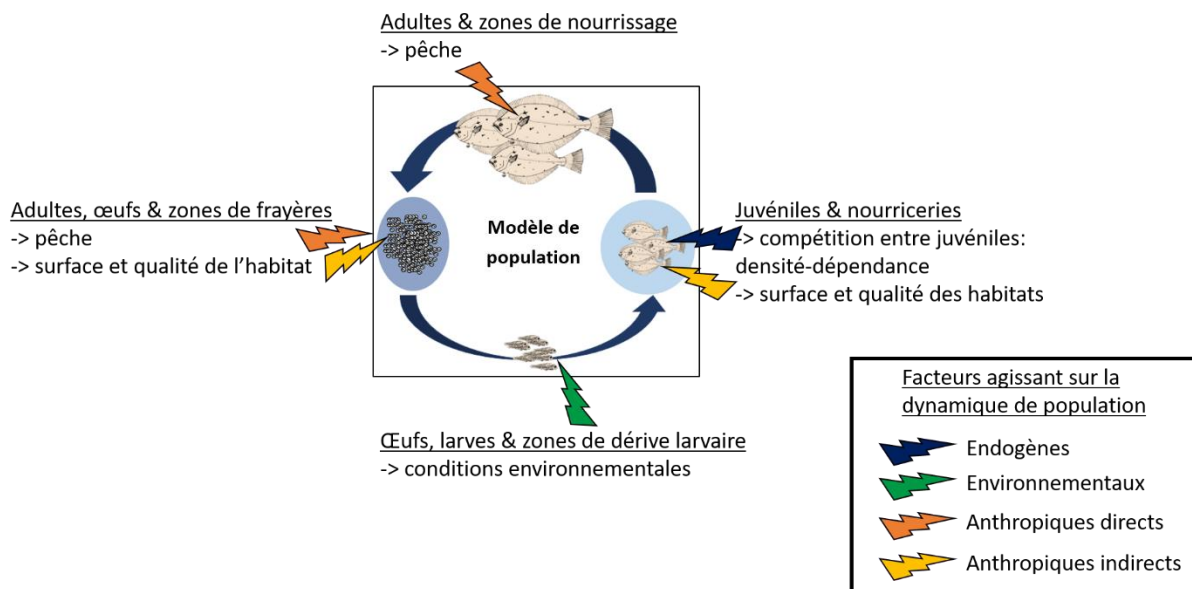 Adultes & zones de nourrissage
-> pêche
Adultes, œufs & zones de frayères
-> pêche
-> surface et qualité de l'habitat
Modèle de
population
Juvéniles & nourriceries
-> compétition entre juvéniles:
densité-dépendance
-> surface et qualité des habitats
Œufs, larves & zones de dérive larvaire
-> conditions environnementales
Facteurs agissant sur la
dynamique de population
Endogènes
Environnementaux
Anthropiques directs
Anthropiques indirects